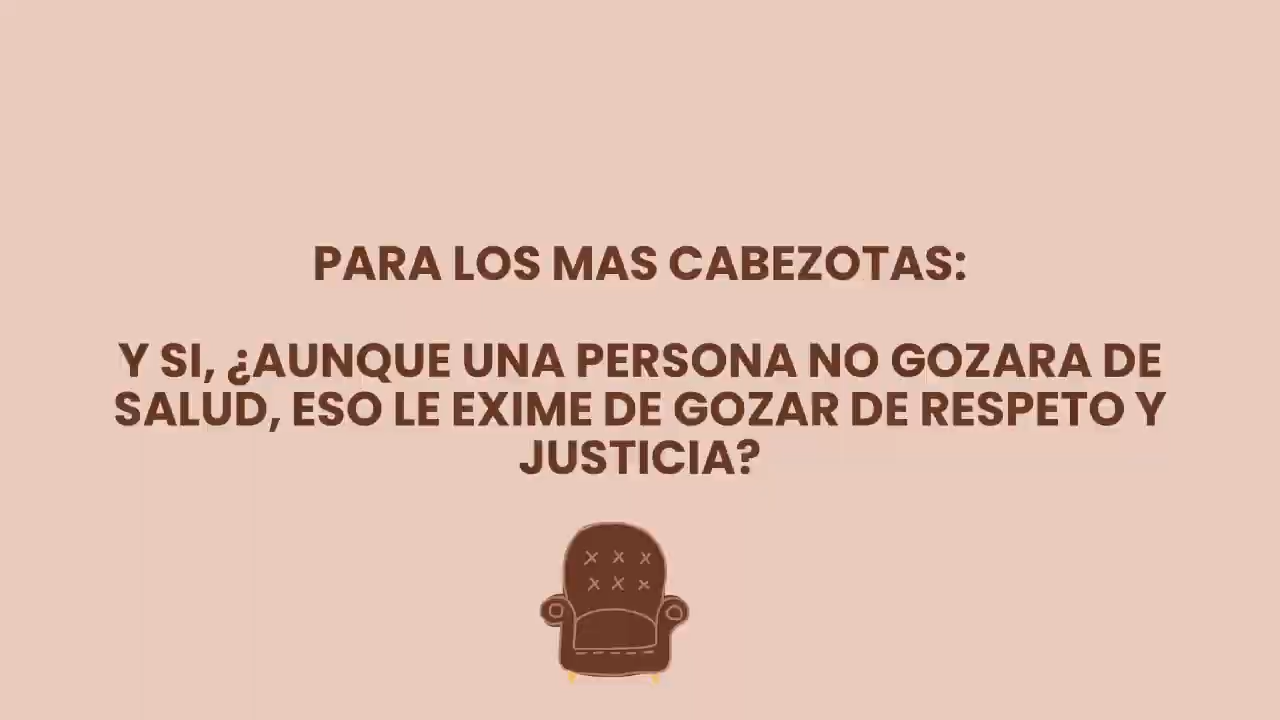 PARA LOS MAS CABEZOTAS:
Y SI, ¿AUNQUE UNA PERSONA NO GOZARA DE
SALUD, ESO LE EXIME DE GOZAR DE RESPETO Y
JUSTICIA?